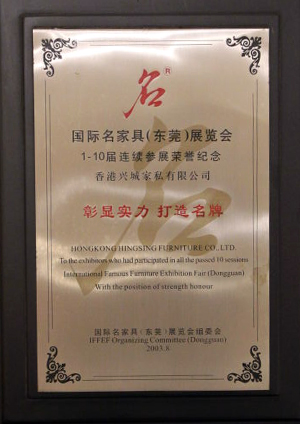 名®
国际名家具(东莞)展览会
1-10届连续参展荣誉纪念
香港兴城家私有限公司
彰显实力 打造名牌
HONGKONG HINGSING FURNITURE CO., LTD.
To the exhibitors who had participated in all the passed 10 sessions
International Famous Furniture Exhibition Fair (Dongguan)
With the position of strength honour
国际名家具(东莞)展览会组委会
IFFEF Organizing Committee (Dongguan)
2003.8.